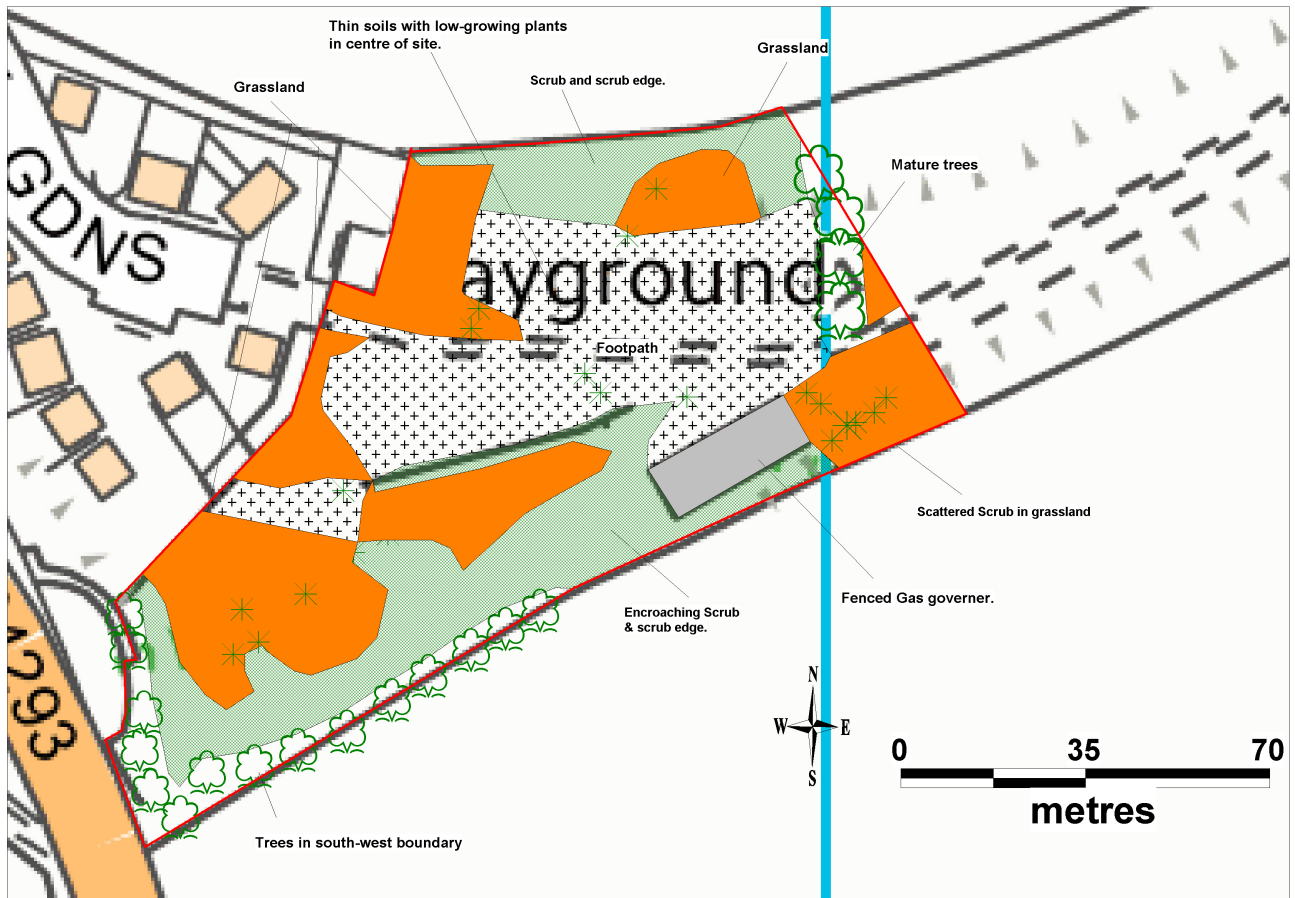 Thin soils with low-growing plants
in centre of site.
Grassland
Scrub and scrub edge.
Grassland
Mature trees
GDNS
ayground
Footpath
Scattered Scrub in grassland
Fenced Gas governer.
Encroaching Scrub
& scrub edge.
N
W E
S
0 35 70
metres
Trees in south-west boundary